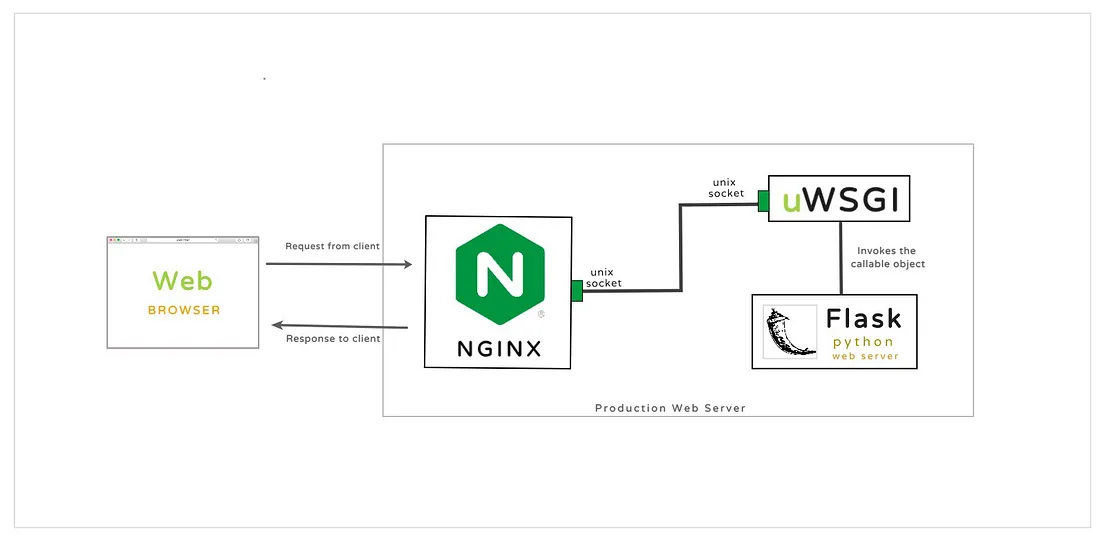 Web
BROWSER
Request from client
Response to client
N
®
NGINX
unix
socket
unix
socket
uWSGI
Invokes the
callable object
Flask
python
web server
Production Web Server